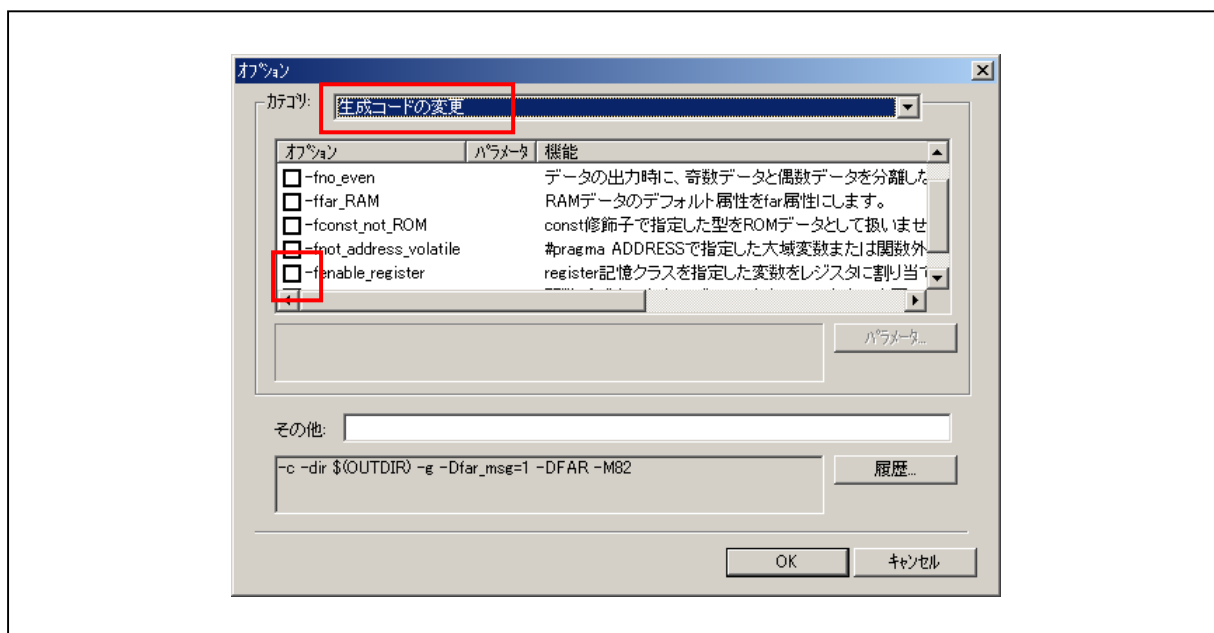 オプション
カテゴリ: 生成コードの変更
オプション パラメータ 機能
-fno_even データの出力時に、奇数データと偶数データを分離した
-ffar_RAM RAMデータのデフォルト属性をfar属性にします。
-fconst_not_ROM const修飾子で指定した型をROMデータとして扱いませ
-fnot_address_volatile #pragma ADDRESSで指定した大域変数または関数外
-fenable_register register記憶クラスを指定した変数をレジスタに割り当て
パラメータ...
その他:
-c -dir $(OUTDIR) -g -Dfar_msg=1 -DFAR -M82
履歴...
OK キャンセル